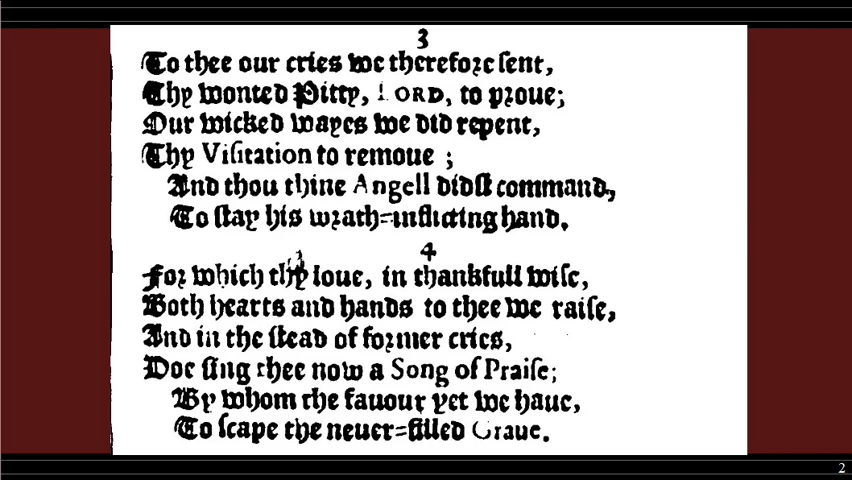 3
To thee our cries we therefore sent,
Thy wonted Pitty, LORD, to proue;
Our wicked wayes we did repent,
Thy Visitation to remoue ;
And thou thine Angell didst command,
To stay his wrath=inflicting hand.
4
For which thy loue, in thankfull wise,
Both hearts and hands to thee we raise,
And in the stead of former cries,
Doe sing thee now a Song of Praise;
By whom the fauour yet we haue,
To scape the neuer=filled Graue.
2